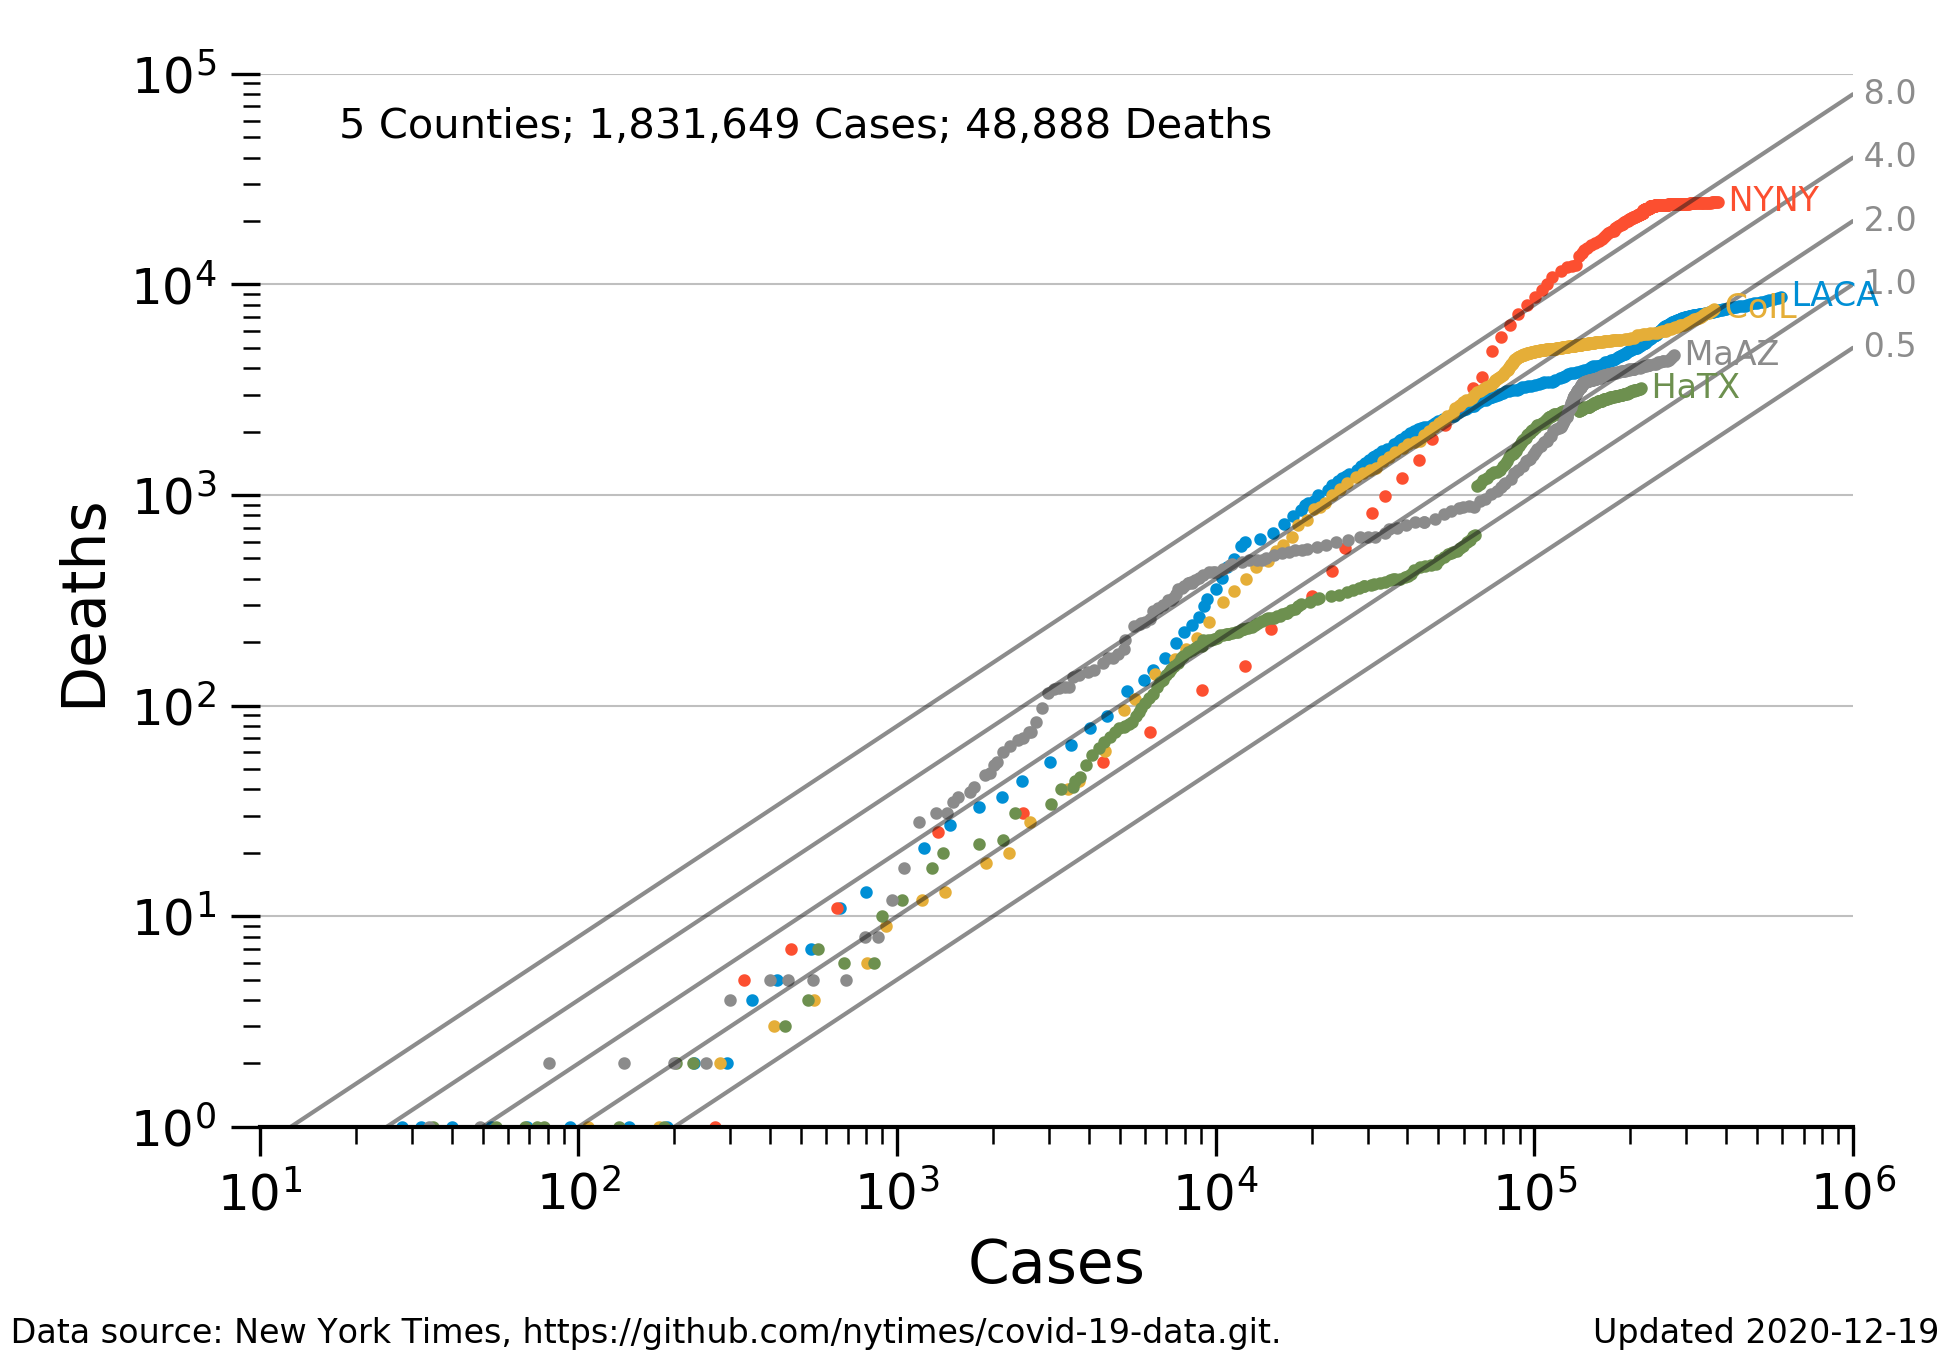 10^5
8.0
5 Counties; 1,831,649 Cases; 48,888 Deaths
4.0
NYNY
2.0
10^4
1.0
LACA
CoIL
0.5
MaAZ
HaTX
10^3
Deaths
10^2
10^1
10^0
10^1 10^2 10^3 10^4 10^5 10^6
Cases
Data source: New York Times, https://github.com/nytimes/covid-19-data.git. Updated 2020-12-19